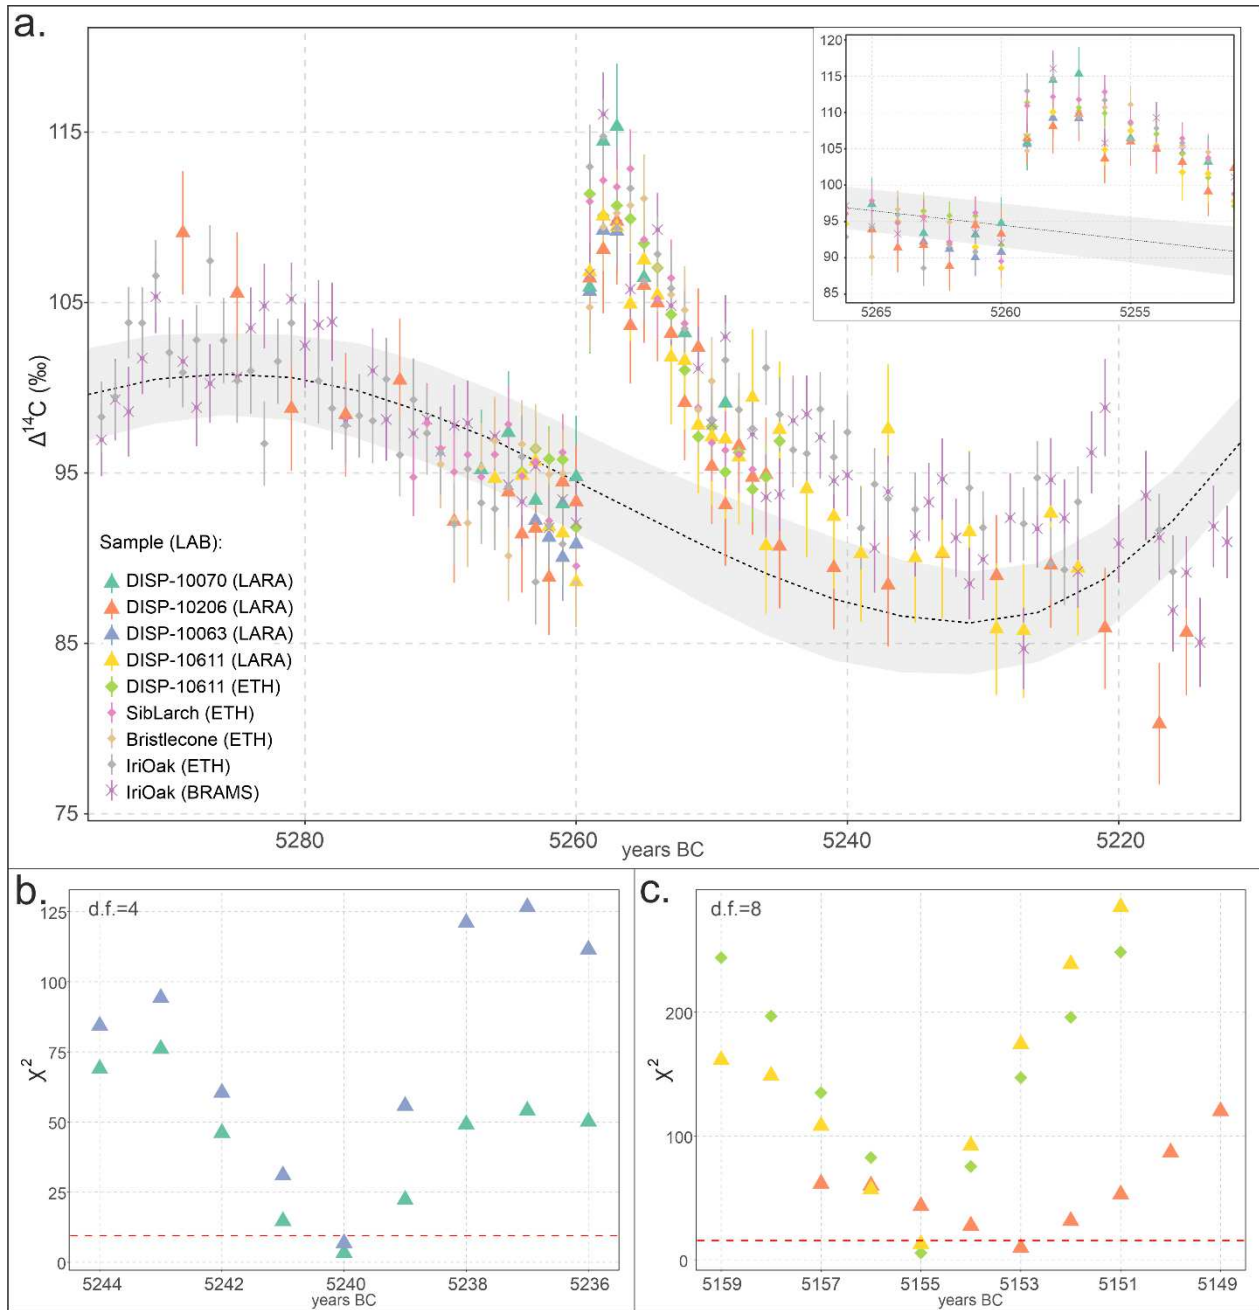 a.
115
105
95
85
75
Δ¹⁴C (‰)
5280
5260
5240
5220
years BC
120
115
110
105
100
95
90
85
5265
5260
5255
Sample (LAB):
DISP-10070 (LARA)
DISP-10206 (LARA)
DISP-10063 (LARA)
DISP-10611 (LARA)
DISP-10611 (ETH)
SibLarch (ETH)
Bristlecone (ETH)
IriOak (ETH)
IriOak (BRAMS)
b.
d.f.=4
125
100
75
50
25
0
χ²
5244
5242
5240
5238
5236
years BC
c.
d.f.=8
200
100
0
χ²
5159
5157
5155
5153
5151
5149
years BC